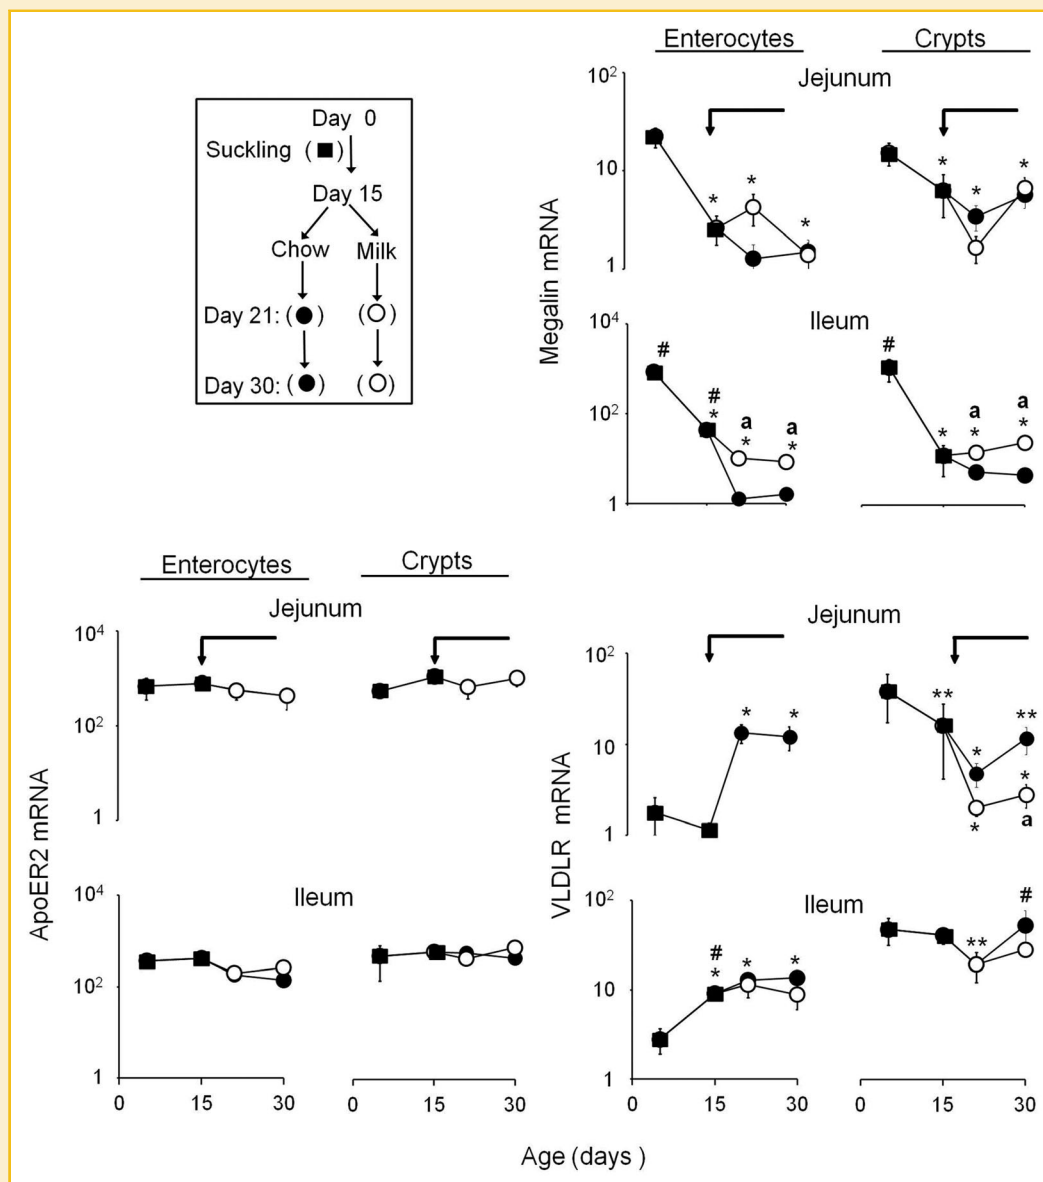 Enterocytes Crypts
Jejunum
10²
10
1
Megalin mRNA
* * *
* * *
Day 0
Suckling (■)
Day 15
Chow Milk
Day 21: (●) (○)
Day 30: (●) (○)
Ileum
10⁴
10²
1
#
#
*
a
*
a
*
#
*
a
*
a
*
Enterocytes Crypts
Jejunum
10⁴
10²
1
ApoER2 mRNA
Ileum
10⁴
10²
1
0 15 30
0 15 30
Jejunum
10²
10
1
VLDLR mRNA
* *
**
*
*
**
*
a
Ileum
10²
10
1
#
*
*
*
**
#
0 15 30
0 15 30
Age (days )